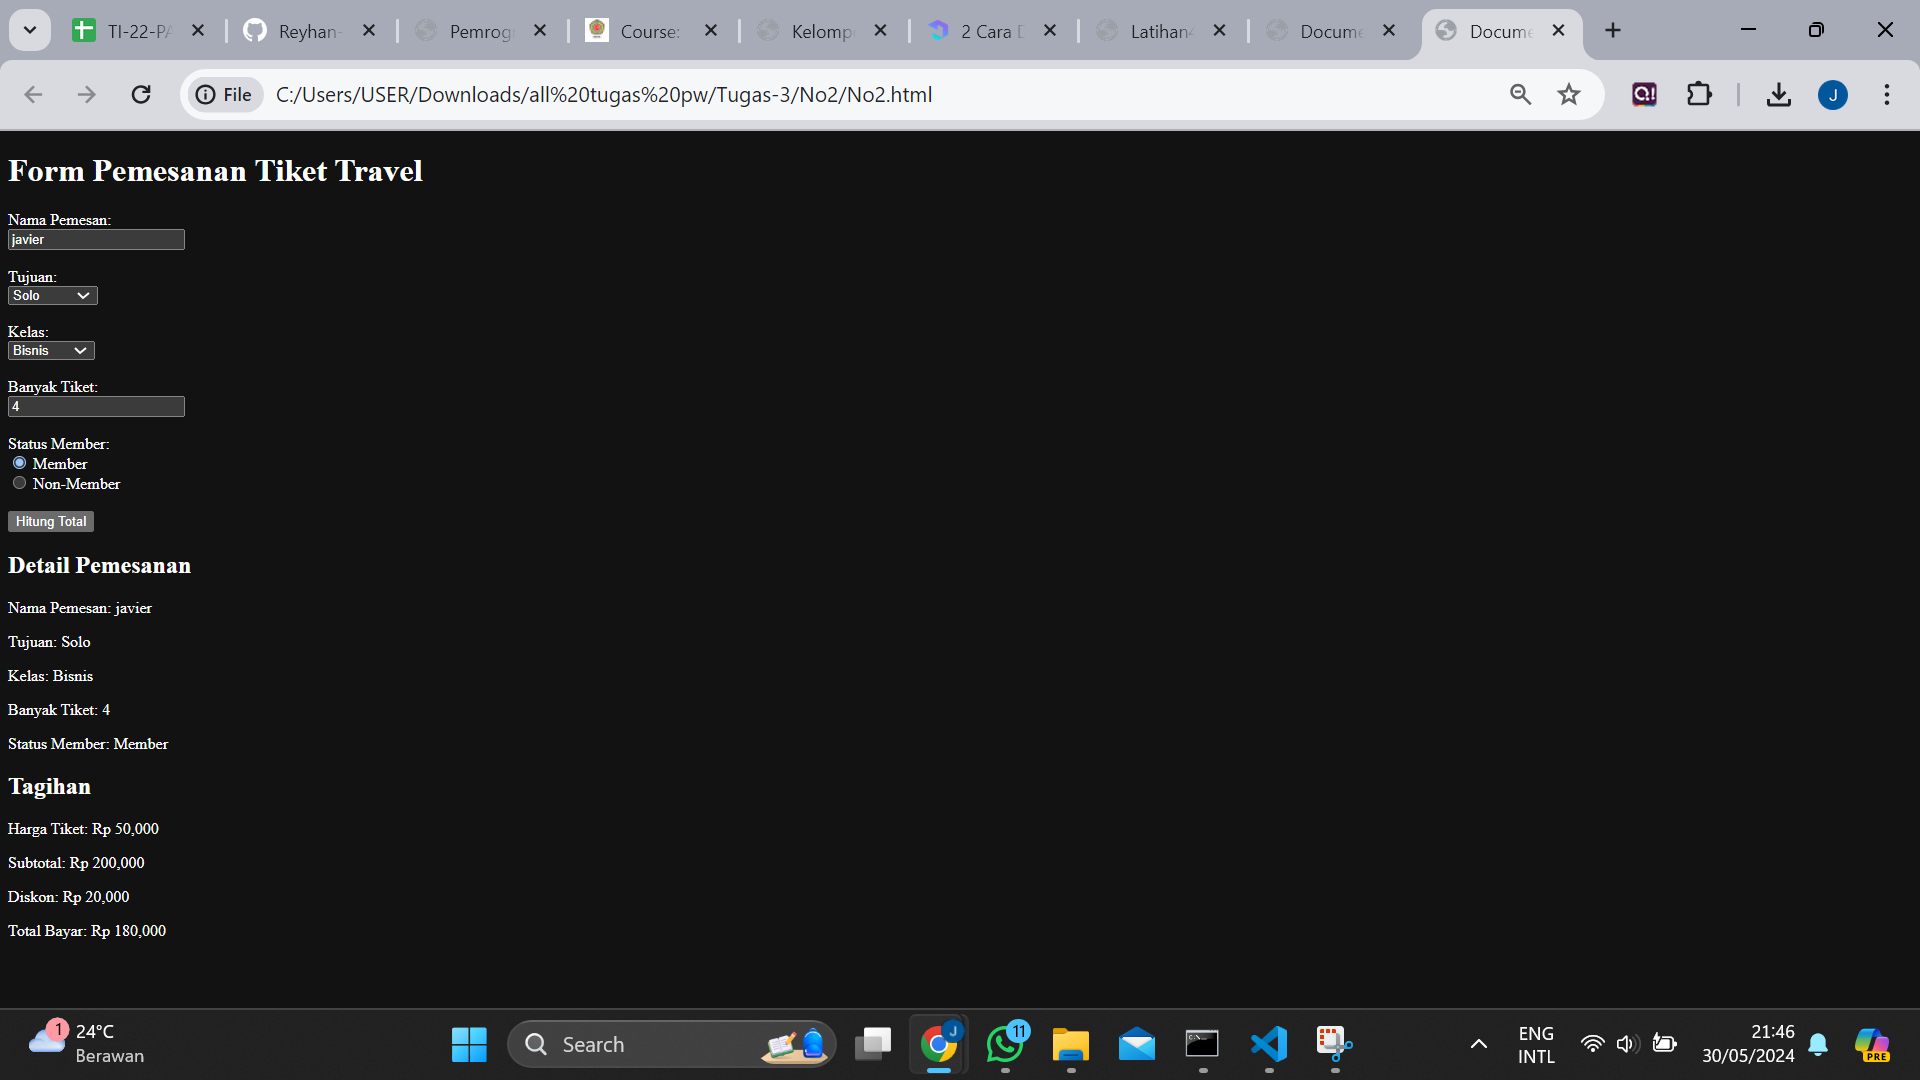 TI-22-PA
Reyhan-
Pemrog
Course:
Kelomp
2 Cara D
Latihan4
Docume
Docume
File
C:/Users/USER/Downloads/all%20tugas%20pw/Tugas-3/No2/No2.html
J
Form Pemesanan Tiket Travel
Nama Pemesan:
javier
Tujuan:
Solo
Kelas:
Bisnis
Banyak Tiket:
4
Status Member:
Member
Non-Member
Hitung Total
Detail Pemesanan
Nama Pemesan: javier
Tujuan: Solo
Kelas: Bisnis
Banyak Tiket: 4
Status Member: Member
Tagihan
Harga Tiket: Rp 50,000
Subtotal: Rp 200,000
Diskon: Rp 20,000
Total Bayar: Rp 180,000
1
24°C
Berawan
Search
J
11
ENG
INTL
21:46
30/05/2024
PRE